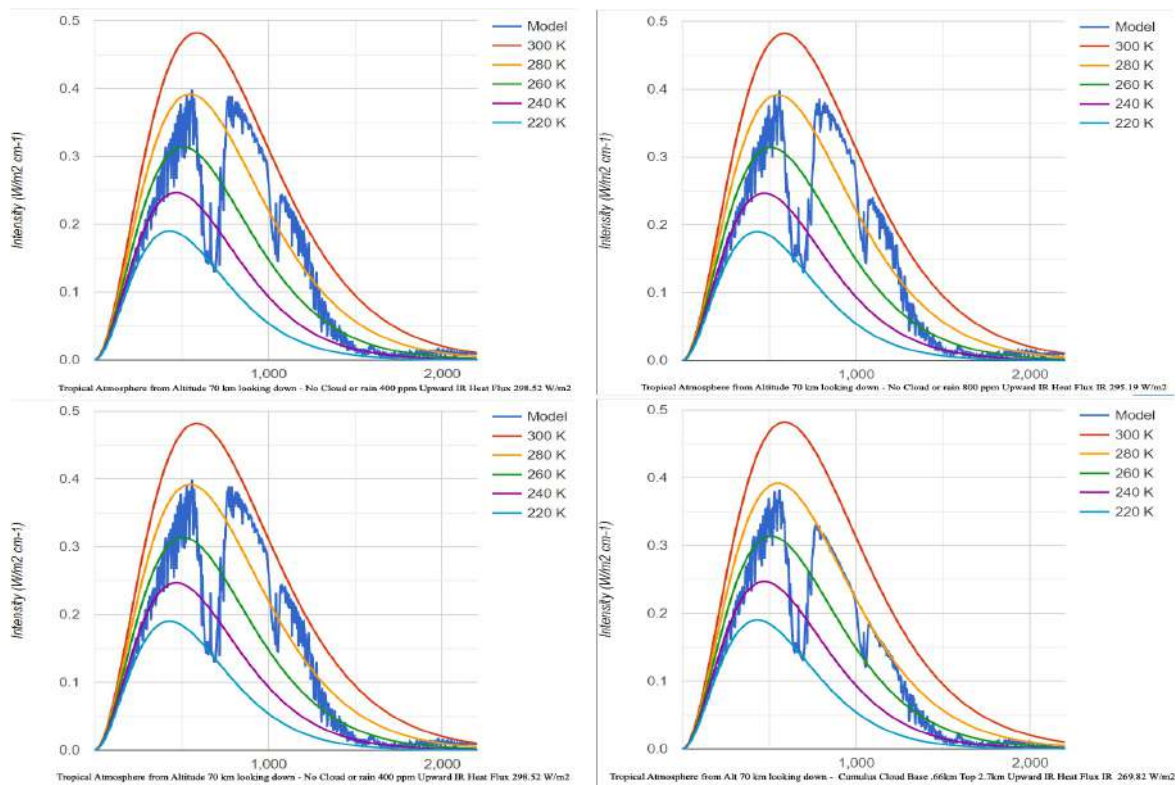 0.5
0.4
0.3
0.2
0.1
0.0
Intensity (W/m2 cm-1)
Model
300 K
280 K
260 K
240 K
220 K
1,000
2,000
Tropical Atmosphere from Altitude 70 km looking down - No Cloud or rain 400 ppm Upward IR Heat Flux 298.52 W/m2
0.5
0.4
0.3
0.2
0.1
0.0
Intensity (W/m2 cm-1)
Model
300 K
280 K
260 K
240 K
220 K
1,000
2,000
Tropical Atmosphere from Altitude 70 km looking down - No Cloud or rain 800 ppm Upward IR Heat Flux IR 295.19 W/m2
0.5
0.4
0.3
0.2
0.1
0.0
Intensity (W/m2 cm-1)
Model
300 K
280 K
260 K
240 K
220 K
1,000
2,000
Tropical Atmosphere from Altitude 70 km looking down - No Cloud or rain 400 ppm Upward IR Heat Flux 298.52 W/m2
0.5
0.4
0.3
0.2
0.1
0.0
Intensity (W/m2 cm-1)
Model
300 K
280 K
260 K
240 K
220 K
1,000
2,000
Tropical Atmosphere from Alt 70 km looking down - Cumulus Cloud Base .66km Top 2.7km Upward IR Heat Flux IR 269.82 W/m2